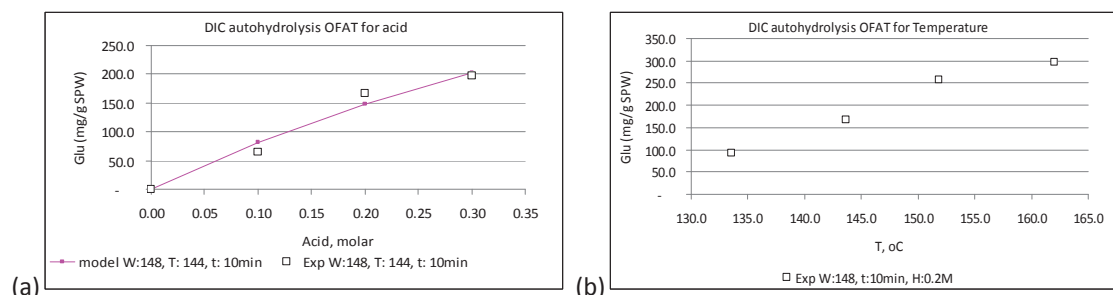 DIC autohydrolysis OFAT for acid
250.0
200.0
150.0
100.0
50.0
-
Glu (mg/g SPW)
0.00 0.05 0.10 0.15 0.20 0.25 0.30 0.35
Acid, molar
model W:148, T: 144, t: 10min Exp W:148, T: 144, t: 10min
(a)
DIC autohydrolysis OFAT for Temperature
350.0
300.0
250.0
200.0
150.0
100.0
50.0
-
Glu (mg/g SPW)
130.0 135.0 140.0 145.0 150.0 155.0 160.0 165.0
T, oC
Exp W:148, t:10min, H:0.2M
(b)